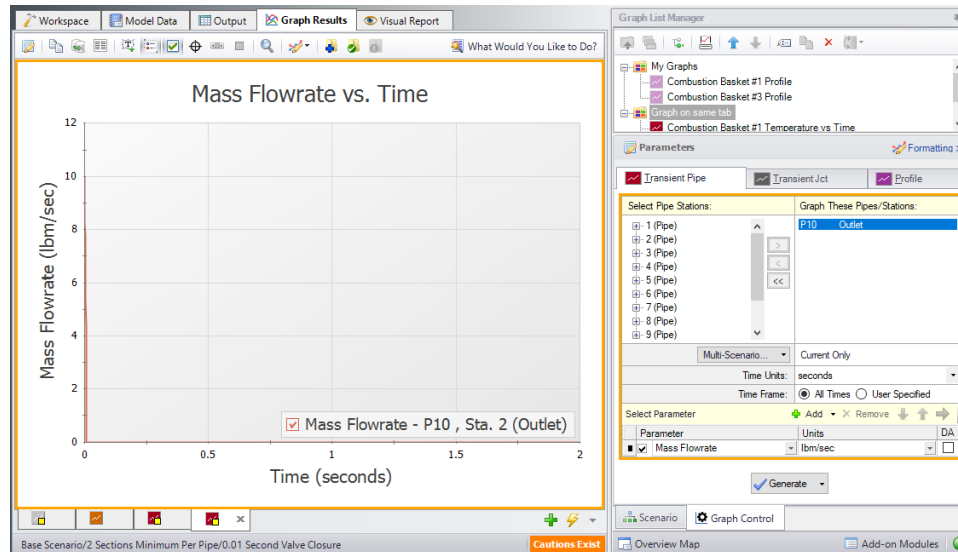 Workspace
Model Data
Output
Graph Results
Visual Report
What Would You Like to Do?
Mass Flowrate vs. Time
Mass Flowrate (lbm/sec)
12
10
8
6
4
2
0
Mass Flowrate - P10 , Sta. 2 (Outlet)
0
0.5
1
1.5
2
Time (seconds)
Base Scenario/2 Sections Minimum Per Pipe/0.01 Second Valve Closure
Cautions Exist
Graph List Manager
My Graphs
Combustion Basket #1 Profile
Combustion Basket #3 Profile
Graph on same tab
Combustion Basket #1 Temperature vs Time
Parameters
Formatting >
Transient Pipe
Transient Jct
Profile
Select Pipe Stations:
Graph These Pipes/Stations:
1 (Pipe)
2 (Pipe)
3 (Pipe)
4 (Pipe)
5 (Pipe)
6 (Pipe)
7 (Pipe)
8 (Pipe)
9 (Pipe)
>
<
<<
P10 Outlet
Multi-Scenario...
Current Only
Time Units:
seconds
Time Frame:
All Times
User Specified
Select Parameter
Add
Remove
Parameter
Units
DA
Mass Flowrate
lbm/sec
Generate
Scenario
Graph Control
Overview Map
Add-on Modules